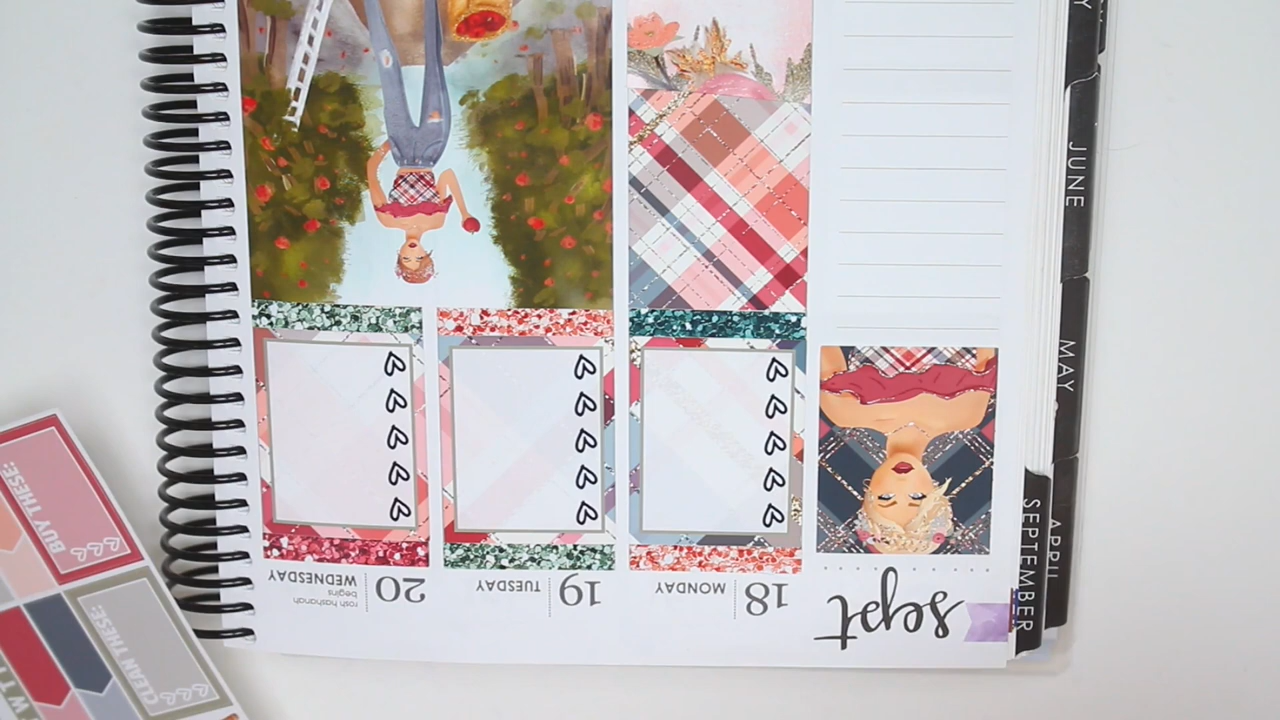 sept
18 MONDAY
19 TUESDAY
20 WEDNESDAY
rosh hashanah
begins
BUY THESE:
CLEAN THESE:
JUNE
MAY
APRIL
SEPTEMBER